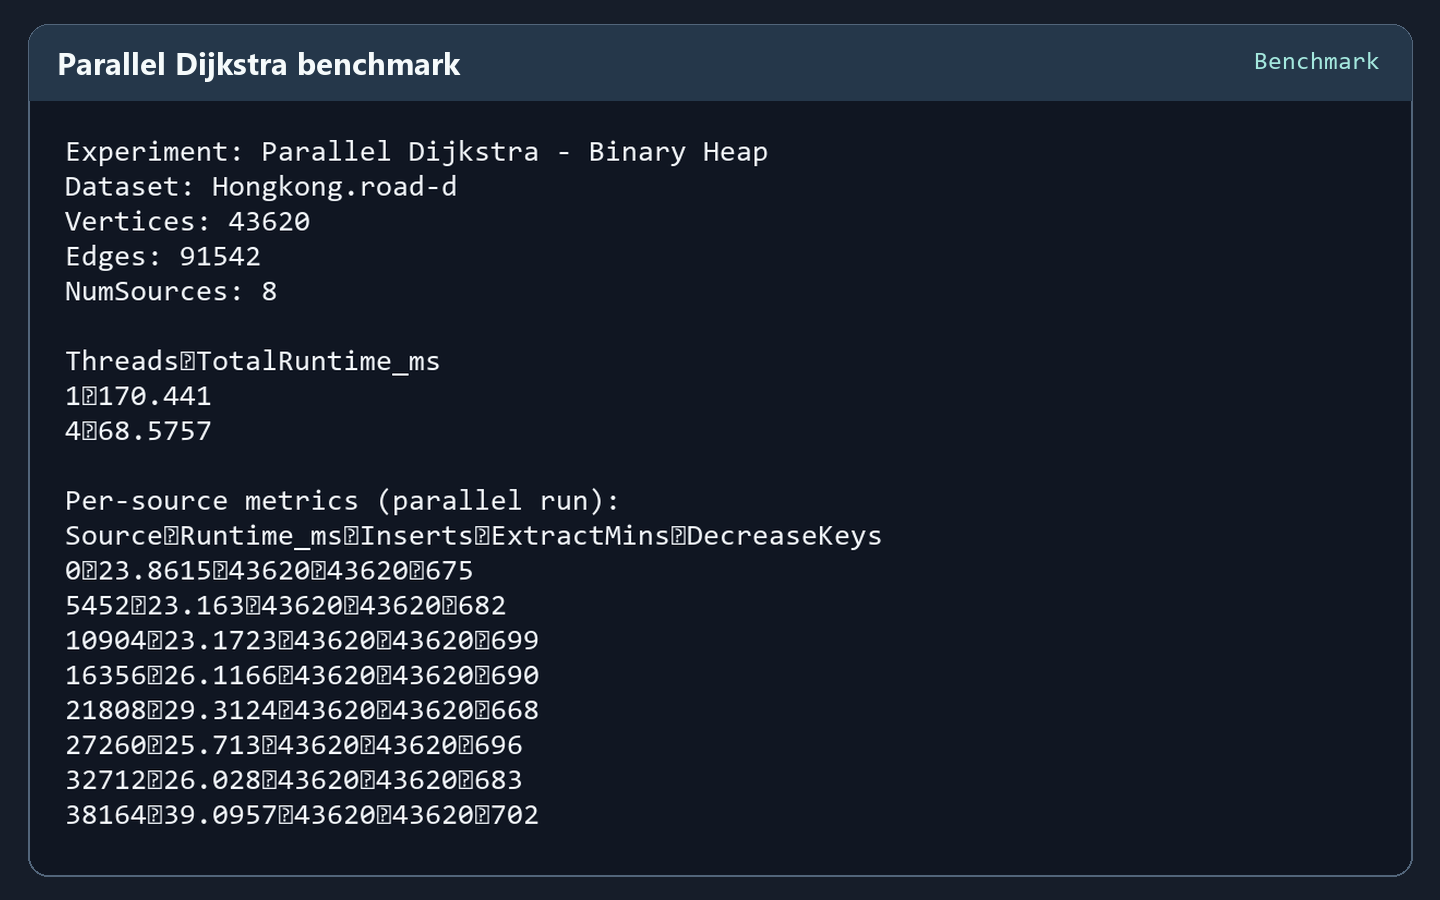 Parallel Dijkstra benchmark
Benchmark
Experiment: Parallel Dijkstra - Binary Heap
Dataset: Hongkong.road-d
Vertices: 43620
Edges: 91542
NumSources: 8
Threads�TotalRuntime_ms
1�170.441
4�68.5757
Per-source metrics (parallel run):
Source�Runtime_ms�Inserts�ExtractMins�DecreaseKeys
0�23.8615�43620�43620�675
5452�23.163�43620�43620�682
10904�23.1723�43620�43620�699
16356�26.1166�43620�43620�690
21808�29.3124�43620�43620�668
27260�25.713�43620�43620�696
32712�26.028�43620�43620�683
38164�39.0957�43620�43620�702